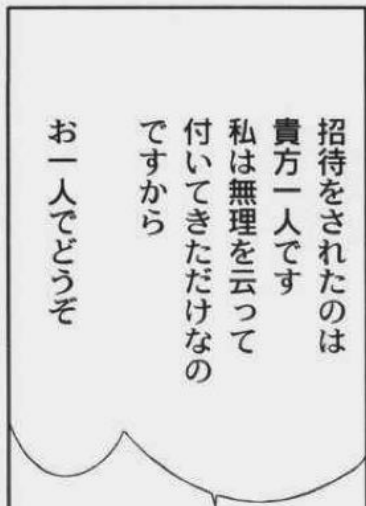 招待をされたのは
貴方一人です
私は無理を云って
付いてきただけなの
ですから
お一人でどうぞ